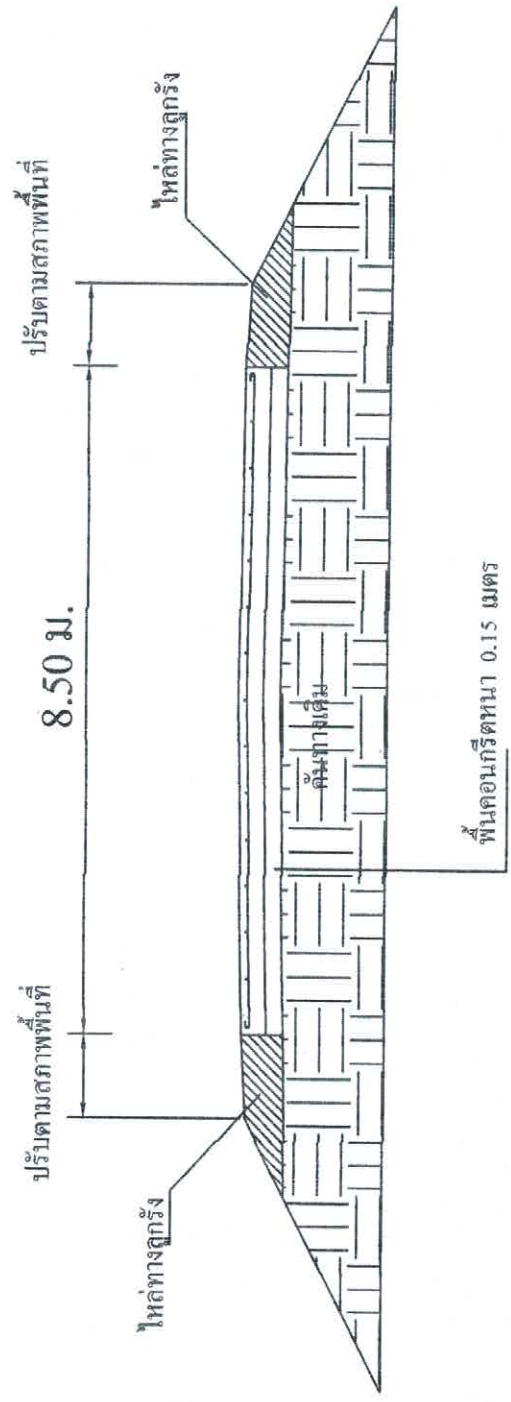 ปรับตามสภาพพื้นที่
8.50 ม.
ปรับตามสภาพพื้นที่
ไหล่ทางลูกรัง
ไหล่ทางลูกรัง
คันทางเดิม
พื้นคอนกรีตหนา 0.15 เมตร